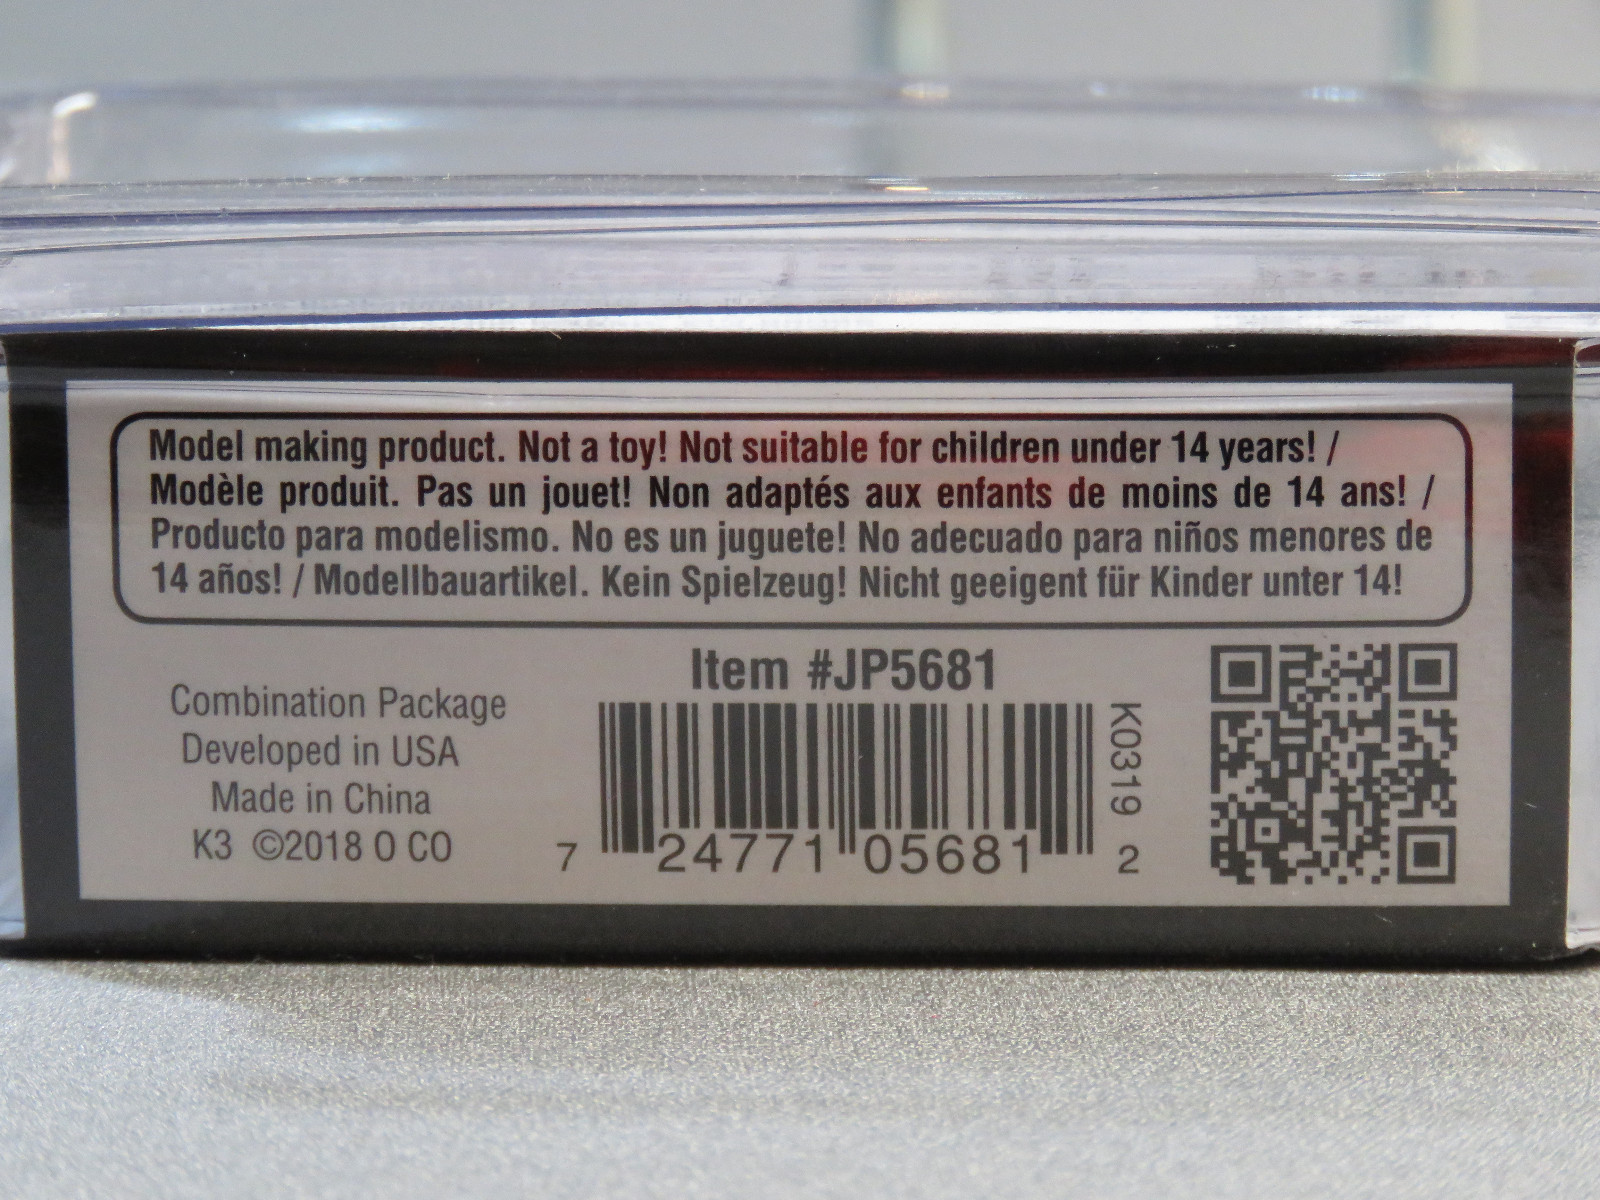 Model making product. Not a toy! Not suitable for children under 14 years! /
Modèle produit. Pas un jouet! Non adaptés aux enfants de moins de 14 ans! /
Producto para modelismo. No es un juguete! No adecuado para niños menores de
14 años! / Modellbauartikel. Kein Spielzeug! Nicht geeigent für Kinder unter 14!
Combination Package
Developed in USA
Made in China
K3 ©2018 O CO
Item #JP5681
7 24771 05681 2
K0319